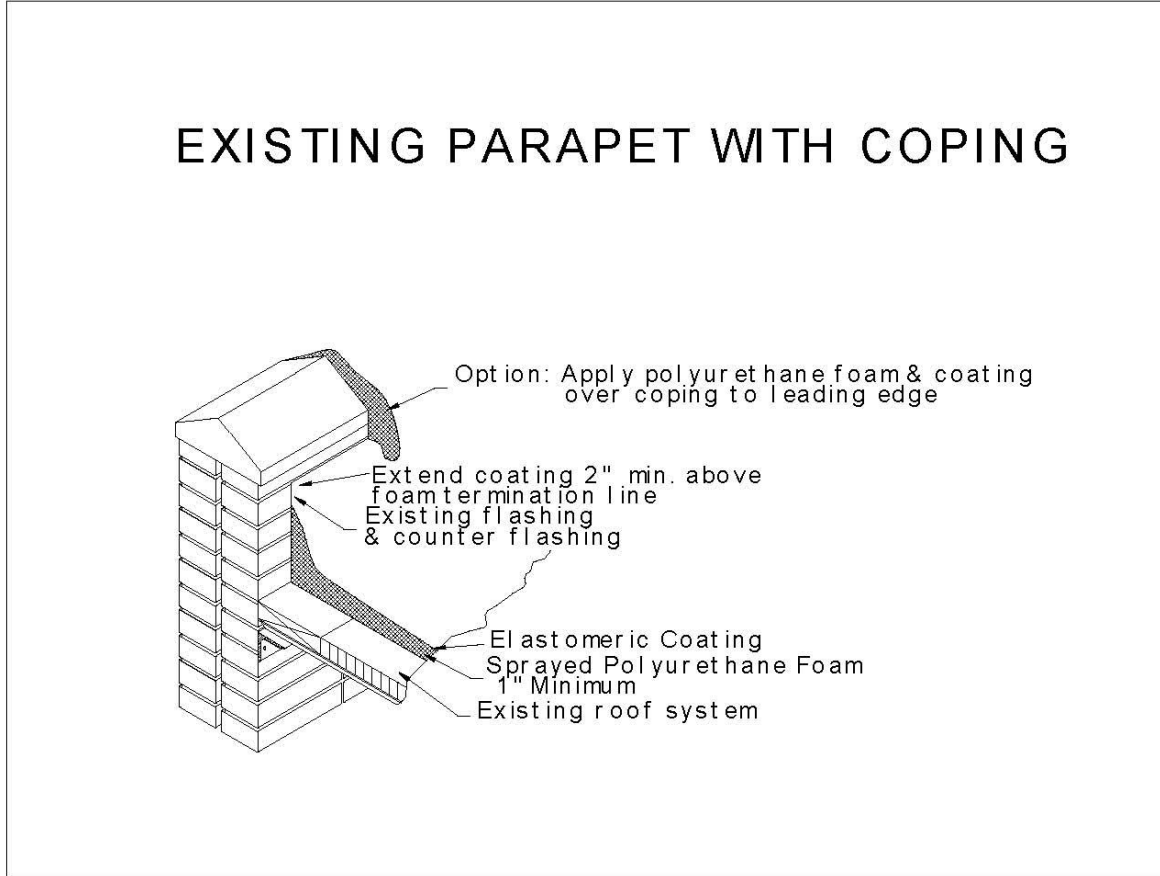 EXISTING PARAPET WITH COPING
Option: Apply polyurethane foam & coating
over coping to leading edge
Extend coating 2" min. above
foam termination line
Existing flashing
& counter flashing
Elastomeric Coating
Sprayed Polyurethane Foam
1" Minimum
Existing roof system